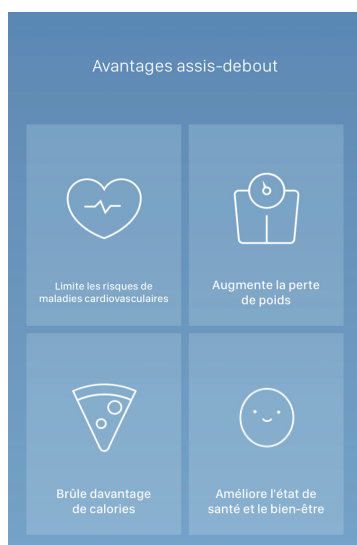 Avantages assis-debout
Limite les risques de
maladies cardiovasculaires
Augmente la perte
de poids
Brûle davantage
de calories
Améliore l'état de
santé et le bien-être